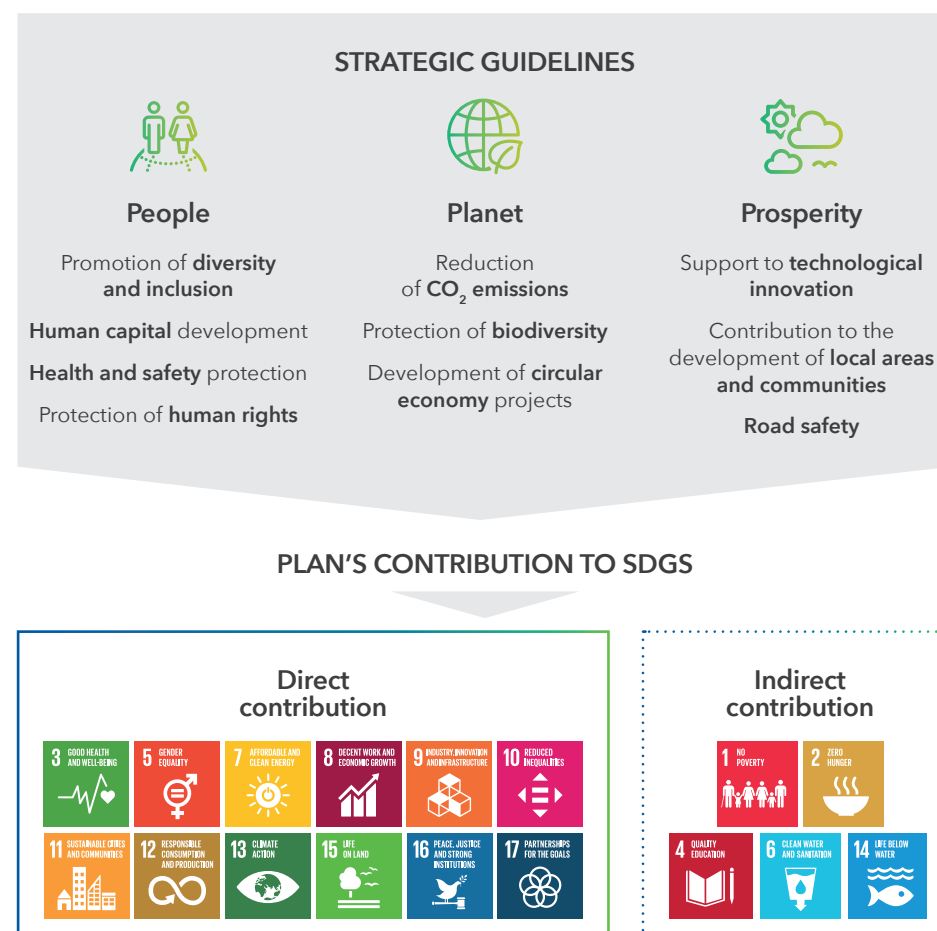 STRATEGIC GUIDELINES
People
Promotion of diversity
and inclusion
Human capital development
Health and safety protection
Protection of human rights
Planet
Reduction
of CO₂ emissions
Protection of biodiversity
Development of circular
economy projects
Prosperity
Support to technological
innovation
Contribution to the
development of local areas
and communities
Road safety
PLAN'S CONTRIBUTION TO SDGS
Direct
contribution
3 GOOD HEALTH
AND WELL-BEING
5 GENDER
EQUALITY
7 AFFORDABLE AND
CLEAN ENERGY
8 DECENT WORK AND
ECONOMIC GROWTH
9 INDUSTRY, INNOVATION
AND INFRASTRUCTURE
10 REDUCED
INEQUALITIES
11 SUSTAINABLE CITIES
AND COMMUNITIES
12 RESPONSIBLE
CONSUMPTION
AND PRODUCTION
13 CLIMATE
ACTION
15 LIFE
ON LAND
16 PEACE, JUSTICE
AND STRONG
INSTITUTIONS
17 PARTNERSHIPS
FOR THE GOALS
Indirect
contribution
1 NO
POVERTY
2 ZERO
HUNGER
4 QUALITY
EDUCATION
6 CLEAN WATER
AND SANITATION
14 LIFE BELOW
WATER